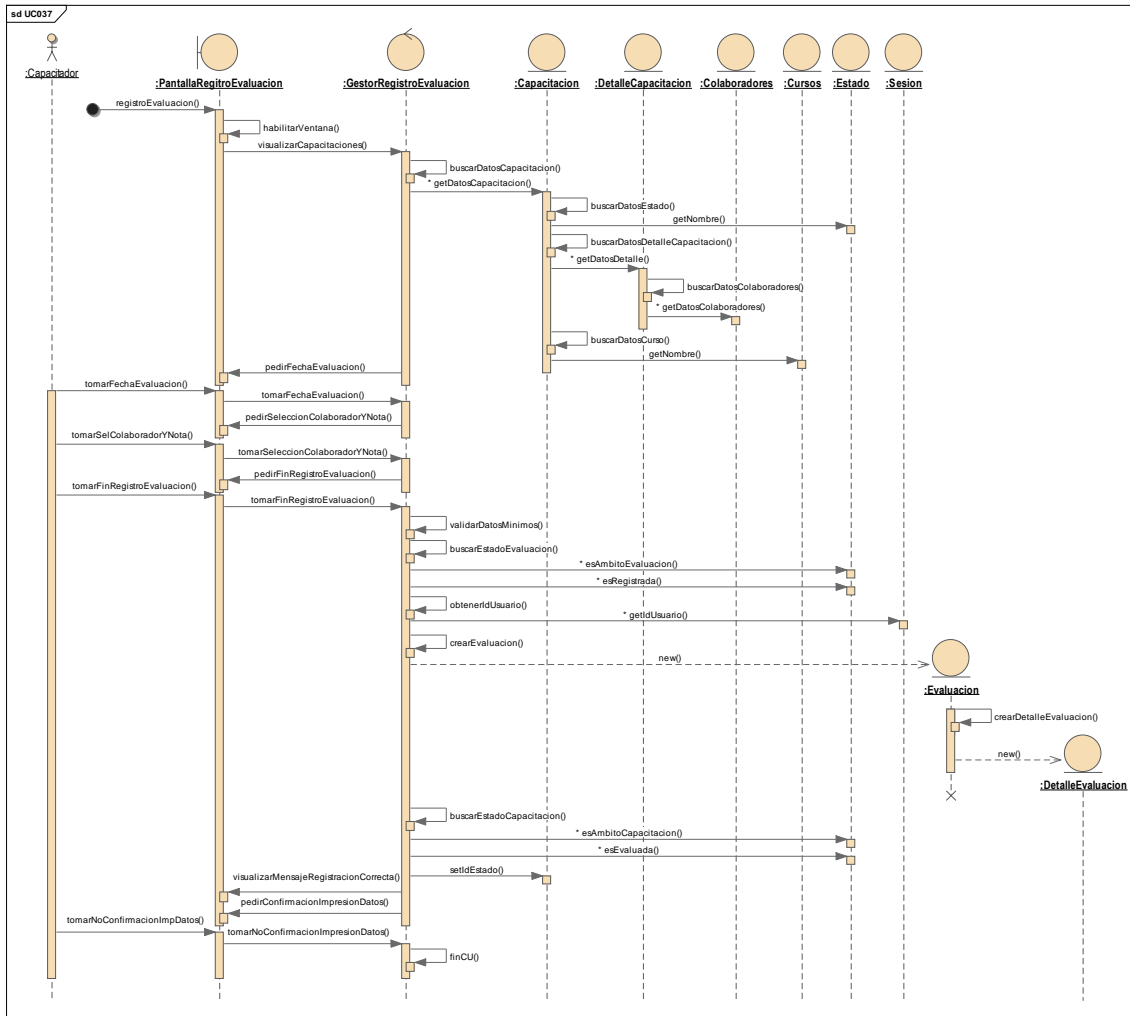 sd UC037
:Capacitador
:PantallaRegitroEvaluacion
:GestorRegistroEvaluacion
:Capacitacion
:DetalleCapacitacion
:Colaboradores
:Cursos
:Estado
:Sesion
registroEvaluacion()
habilitarVentana()
visualizarCapacitaciones()
buscarDatosCapacitacion()
* getDatosCapacitacion()
buscarDatosEstado()
getNombre()
buscarDatosDetalleCapacitacion()
* getDatosDetalle()
buscarDatosColaboradores()
* getDatosColaboradores()
buscarDatosCurso()
getNombre()
pedirFechaEvaluacion()
tomarFechaEvaluacion()
tomarFechaEvaluacion()
pedirSeleccionColaboradorYNota()
tomarSelColaboradorYNota()
tomarSeleccionColaboradorYNota()
pedirFinRegistroEvaluacion()
tomarFinRegistroEvaluacion()
tomarFinRegistroEvaluacion()
validarDatosMinimos()
buscarEstadoEvaluacion()
* esAmbitoEvaluacion()
* esRegistrada()
obtenerIdUsuario()
* getIdUsuario()
crearEvaluacion()
new()
:Evaluacion
crearDetalleEvaluacion()
new()
:DetalleEvaluacion
buscarEstadoCapacitacion()
* esAmbitoCapacitacion()
* esEvaluada()
setIdEstado()
visualizarMensajeRegistracionCorrecta()
pedirConfirmacionImpresionDatos()
tomarNoConfirmacionImpDatos()
tomarNoConfirmacionImpresionDatos()
finCU()